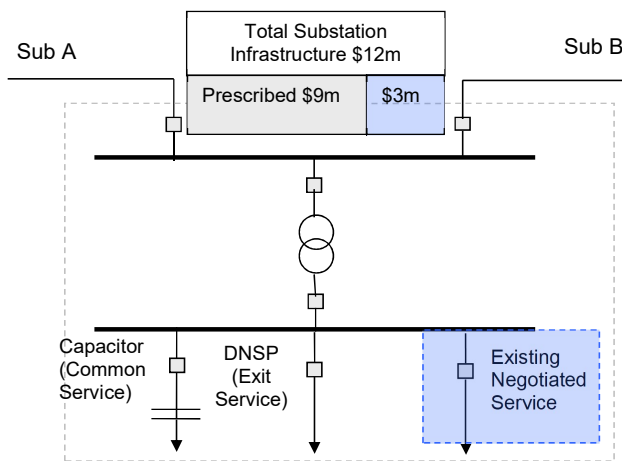 Total Substation
Infrastructure $12m
Sub A
Sub B
Prescribed $9m
$3m
Capacitor
(Common
Service)
DNSP
(Exit
Service)
Existing
Negotiated
Service